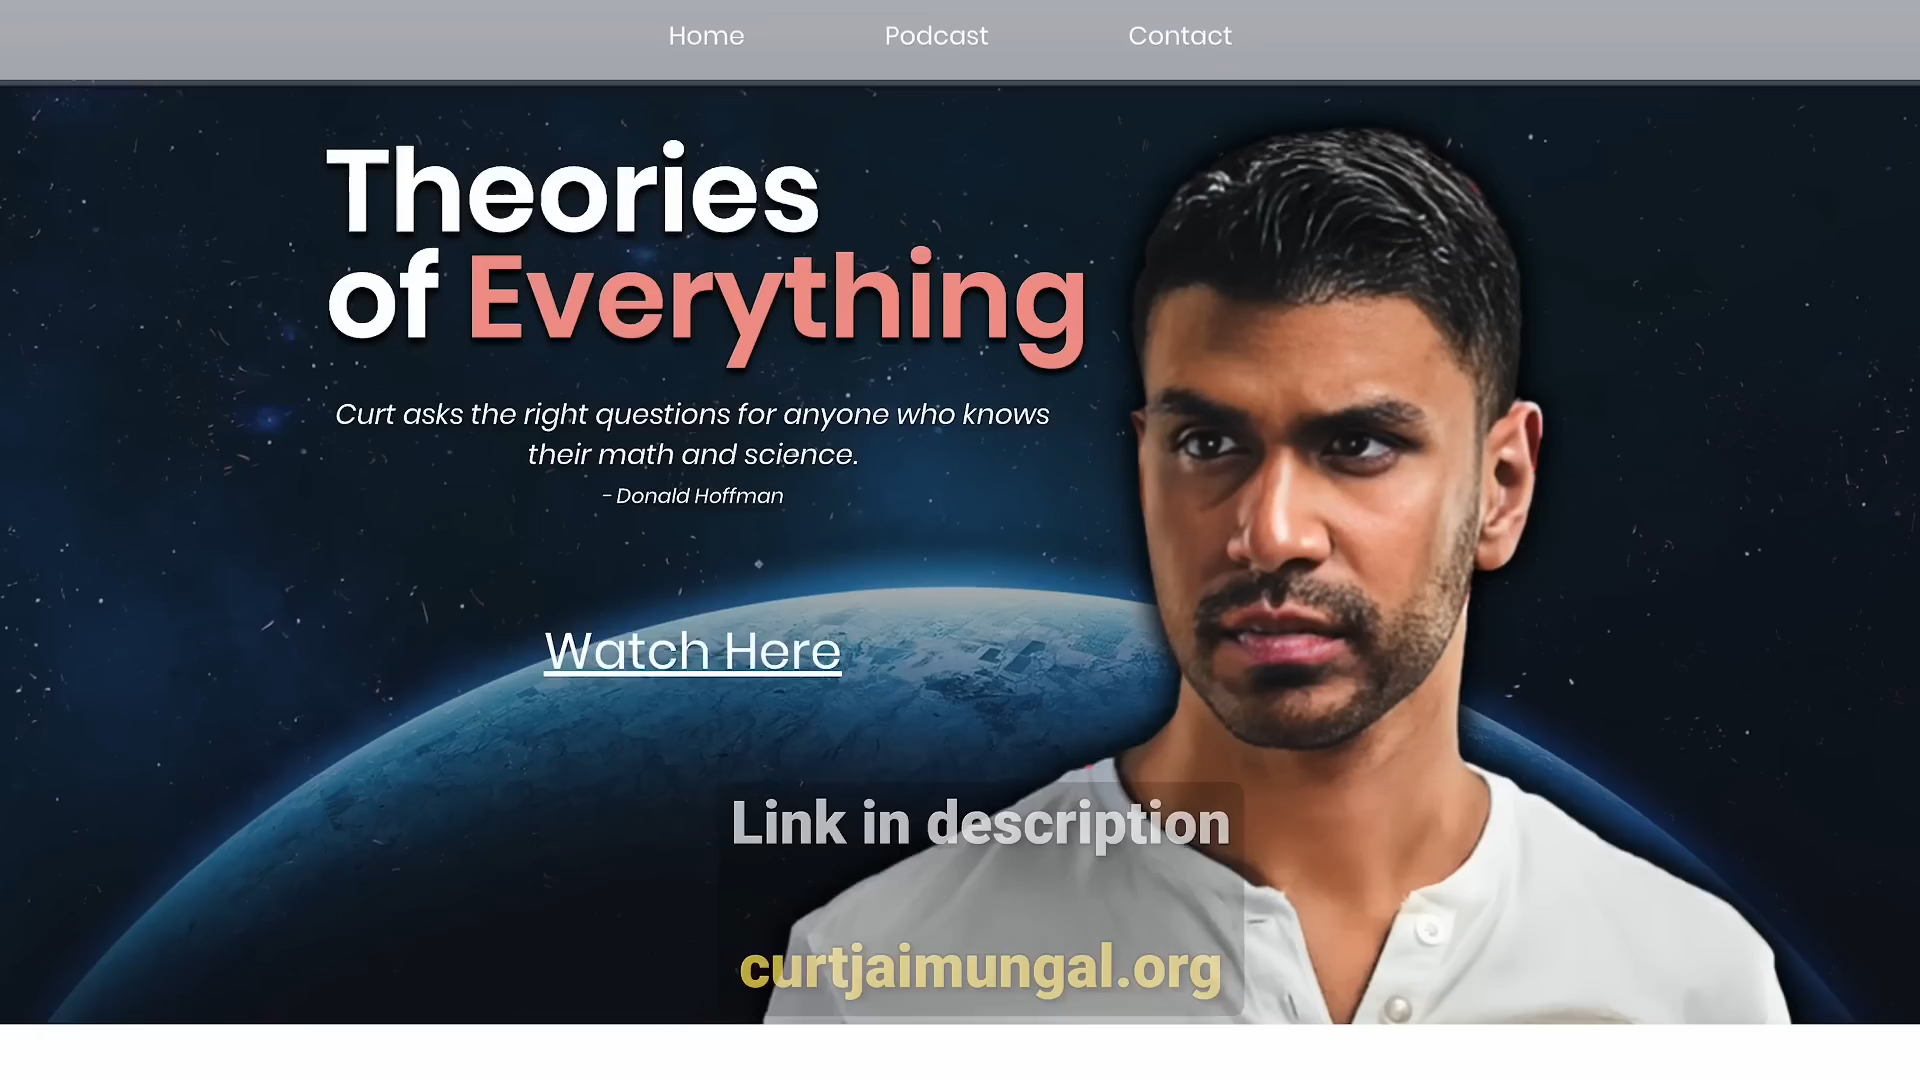 Home
Podcast
Contact
Theories
of Everything
Curt asks the right questions for anyone who knows
their math and science.
- Donald Hoffman
Watch Here
Link in description
curtjaimungal.org